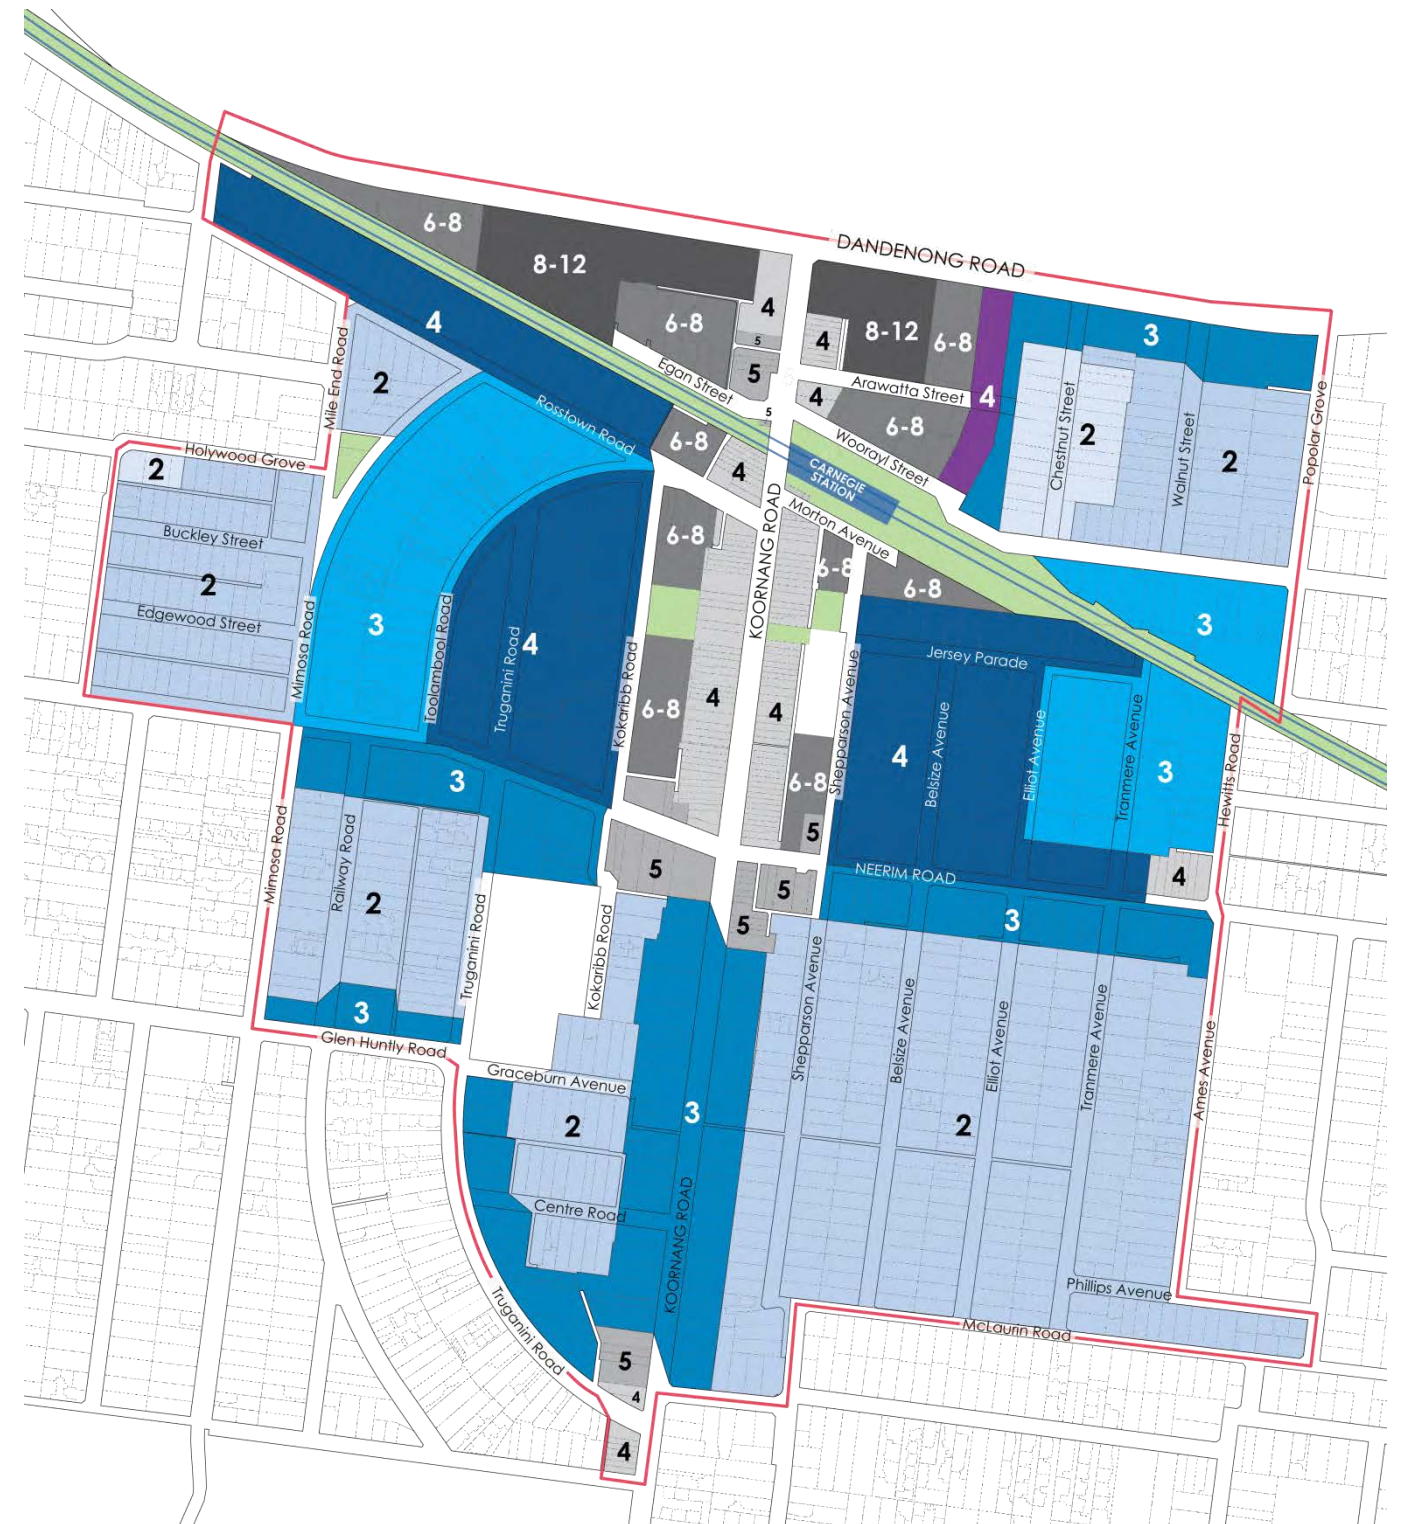 DANDENONG ROAD
6-8
8-12
6-8
4
5
5
5
4
8-12
6-8
4
3
4
4
2
Mile End Road
Egan Street
Rosstown Road
Arawatta Street
4
6-8
Woorayl Street
Chestnut Street
2
Walnut Street
2
Popolar Grove
Holywood Grove
2
6-8
4
CARNEGIE
STATION
Morton Avenue
KOORNANG ROAD
Buckley Street
2
Edgewood Street
Mimosa Road
3
Toolambool Road
Truganini Road
4
Kokaribb Road
6-8
6-8
6-8
3
Jersey Parade
6-8
4
4
Shepparson Avenue
4
Belsize Avenue
Elliot Avenue
Tranmere Avenue
3
Hewitts Road
3
6-8
5
Mimosa Road
Railway Road
2
Truganini Road
Kokaribb Road
5
5
5
NEERIM ROAD
4
3
3
Glen Huntly Road
Shepparson Avenue
Belsize Avenue
Elliot Avenue
Tranmere Avenue
Ames Avenue
Graceburn Avenue
2
3
2
Centre Road
KOORNANG ROAD
Truganini Road
Phillips Avenue
McLaurin Road
5
4
4